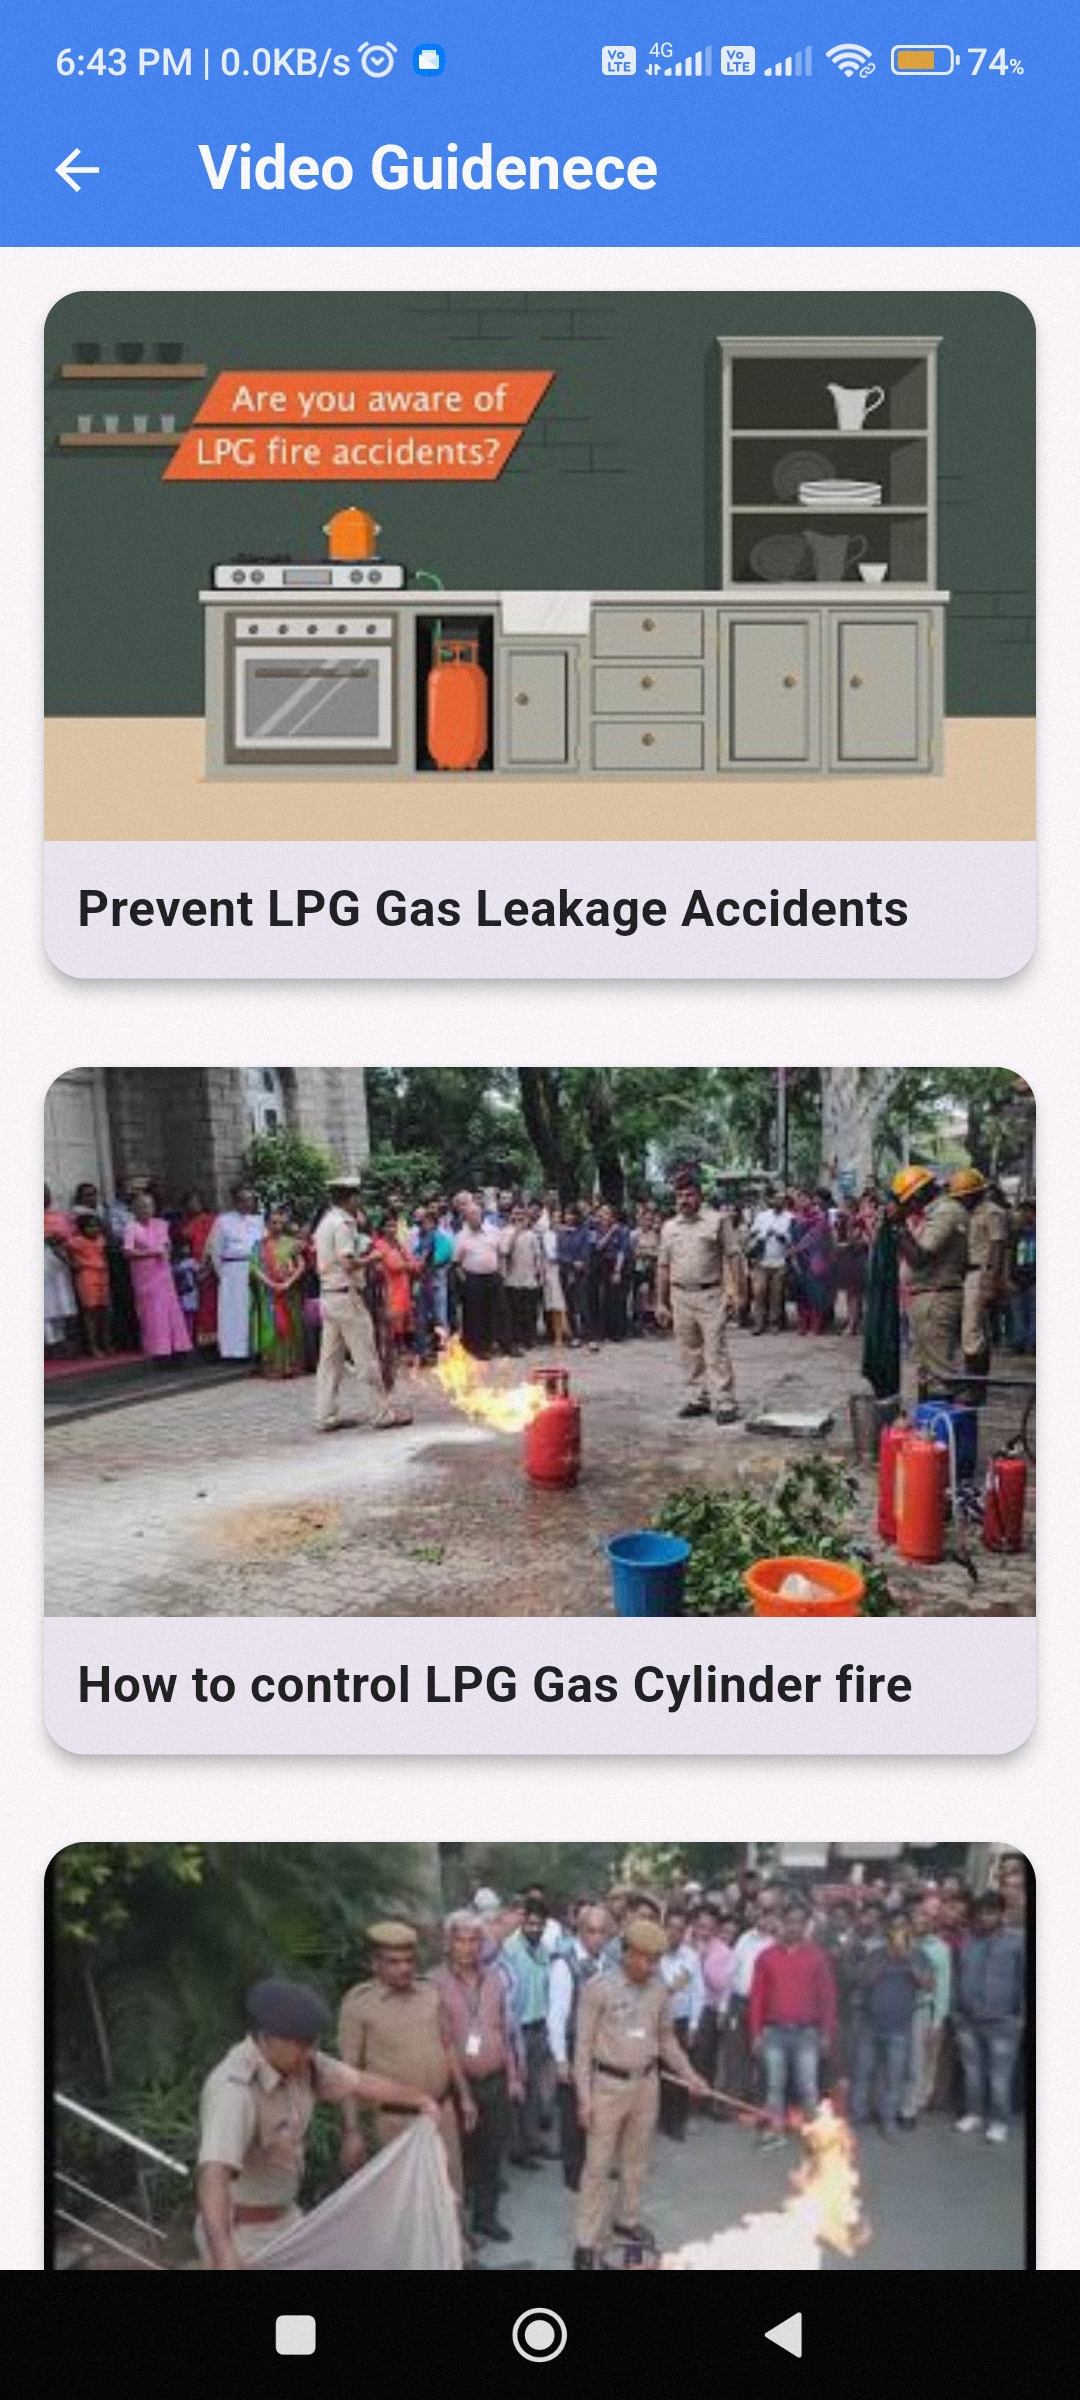 6:43 PM | 0.0KB/s Vo LTE 4G Vo LTE 74%
Video Guidenece
Are you aware of
LPG fire accidents?
Prevent LPG Gas Leakage Accidents
How to control LPG Gas Cylinder fire